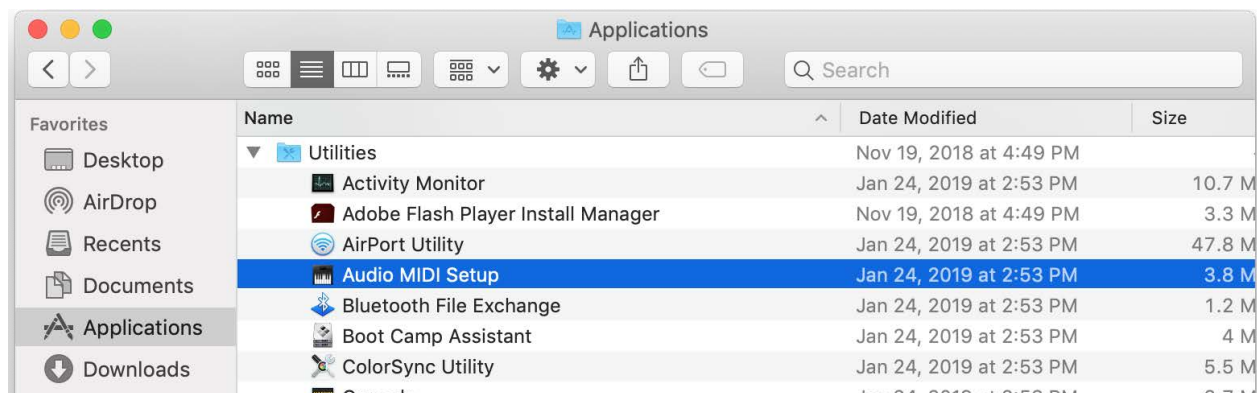 Applications
Search
Favorites
Desktop
AirDrop
Recents
Documents
Applications
Downloads
Name Date Modified Size
Utilities Nov 19, 2018 at 4:49 PM
Activity Monitor Jan 24, 2019 at 2:53 PM 10.7 M
Adobe Flash Player Install Manager Nov 19, 2018 at 4:49 PM 3.3 M
AirPort Utility Jan 24, 2019 at 2:53 PM 47.8 M
Audio MIDI Setup Jan 24, 2019 at 2:53 PM 3.8 M
Bluetooth File Exchange Jan 24, 2019 at 2:53 PM 1.2 M
Boot Camp Assistant Jan 24, 2019 at 2:53 PM 4 M
ColorSync Utility Jan 24, 2019 at 2:53 PM 5.5 M